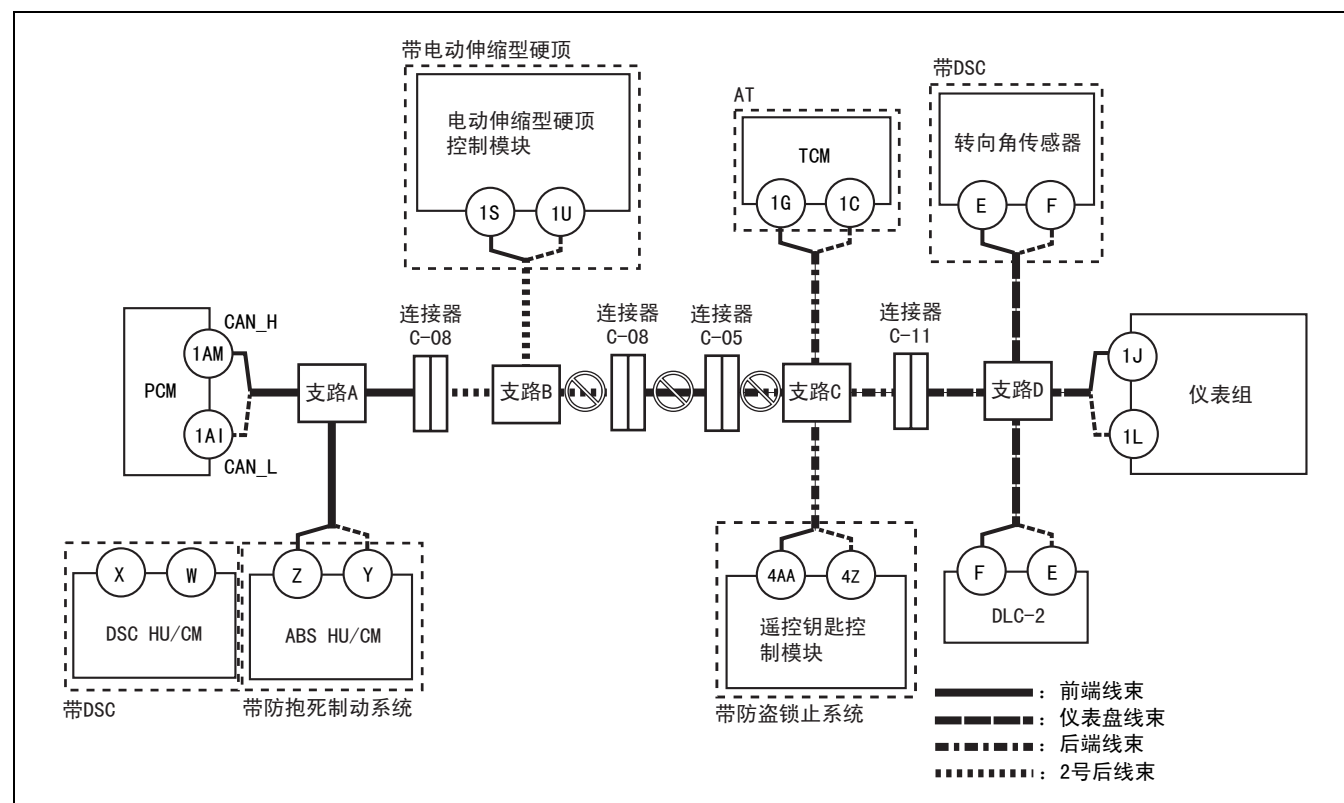 带电动伸缩型硬顶
电动伸缩型硬顶
控制模块
1S
1U
AT
TCM
1G
1C
带DSC
转向角传感器
E
F
PCM
CAN_H
1AM
1AI
CAN_L
支路A
连接器
C-08
支路B
连接器
C-08
连接器
C-05
支路C
连接器
C-11
支路D
1J
1L
仪表组
X
W
DSC HU/CM
带DSC
Z
Y
ABS HU/CM
带防抱死制动系统
4AA
4Z
遥控钥匙控
制模块
带防盗锁止系统
F
E
DLC-2
：前端线束
：仪表盘线束
：后端线束
：2号后线束